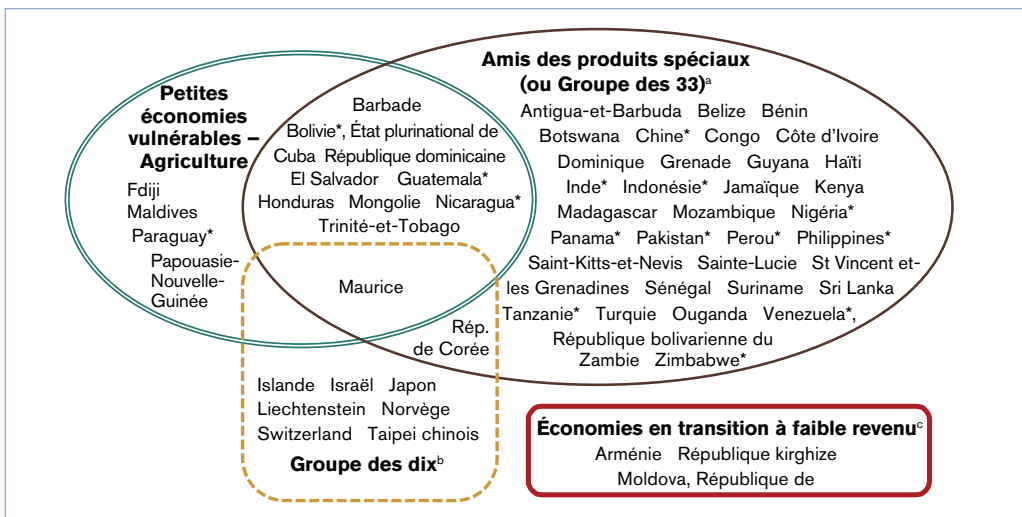 Petites
économies
vulnérables –
Agriculture
Fdiji
Maldives
Paraguay*
Papouasie-
Nouvelle-
Guinée
Barbade
Bolivie*, État plurinational de
Cuba République dominicaine
El Salvador Guatemala*
Honduras Mongolie Nicaragua*
Trinité-et-Tobago
Maurice
Rép.
de Corée
Amis des produits spéciaux
(ou Groupe des 33)a
Antigua-et-Barbuda Belize Bénin
Botswana Chine* Congo Côte d'Ivoire
Dominique Grenade Guyana Haïti
Inde* Indonésie* Jamaïque Kenya
Madagascar Mozambique Nigéria*
Panama* Pakistan* Perou* Philippines*
Saint-Kitts-et-Nevis Sainte-Lucie St Vincent et-
les Grenadines Sénégal Suriname Sri Lanka
Tanzanie* Turquie Ouganda Venezuela*,
République bolivarienne du
Zambie Zimbabwe*
Islande Israël Japon
Liechtenstein Norvège
Switzerland Taipei chinois
Groupe des dixb
Économies en transition à faible revenuc
Arménie République kirghize
Moldova, République de